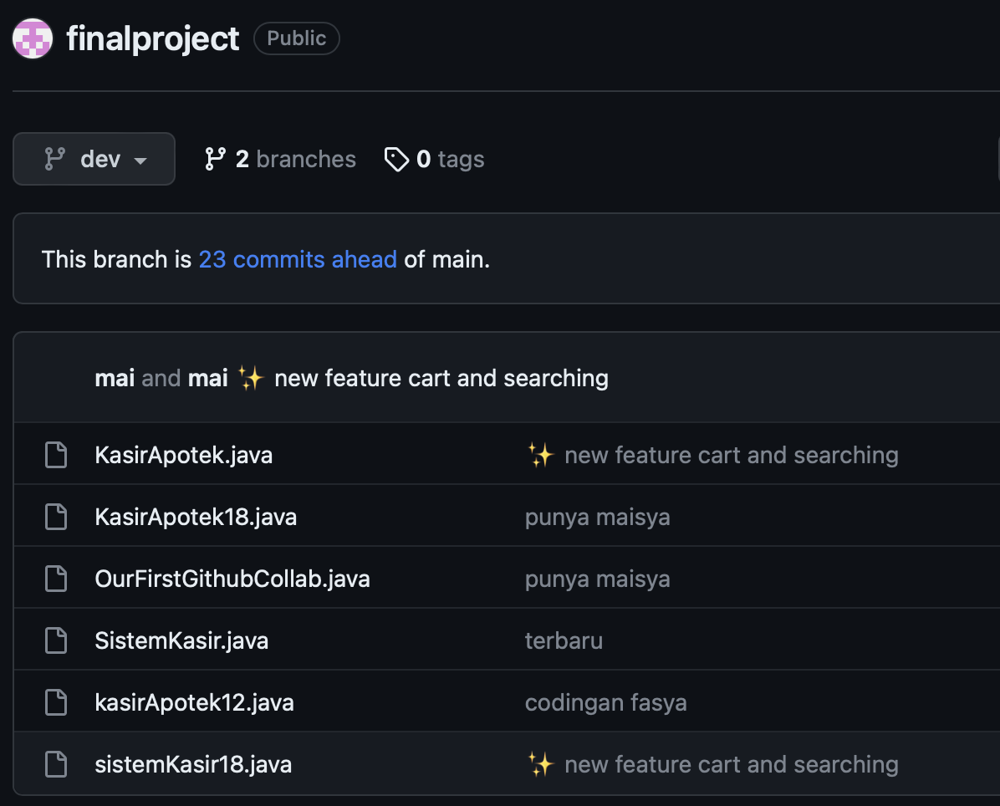 finalproject Public
dev 2 branches 0 tags
This branch is 23 commits ahead of main.
mai and mai ✨ new feature cart and searching
KasirApotek.java ✨ new feature cart and searching
KasirApotek18.java punya maisya
OurFirstGithubCollab.java punya maisya
SistemKasir.java terbaru
kasirApotek12.java codingan fasya
sistemKasir18.java ✨ new feature cart and searching